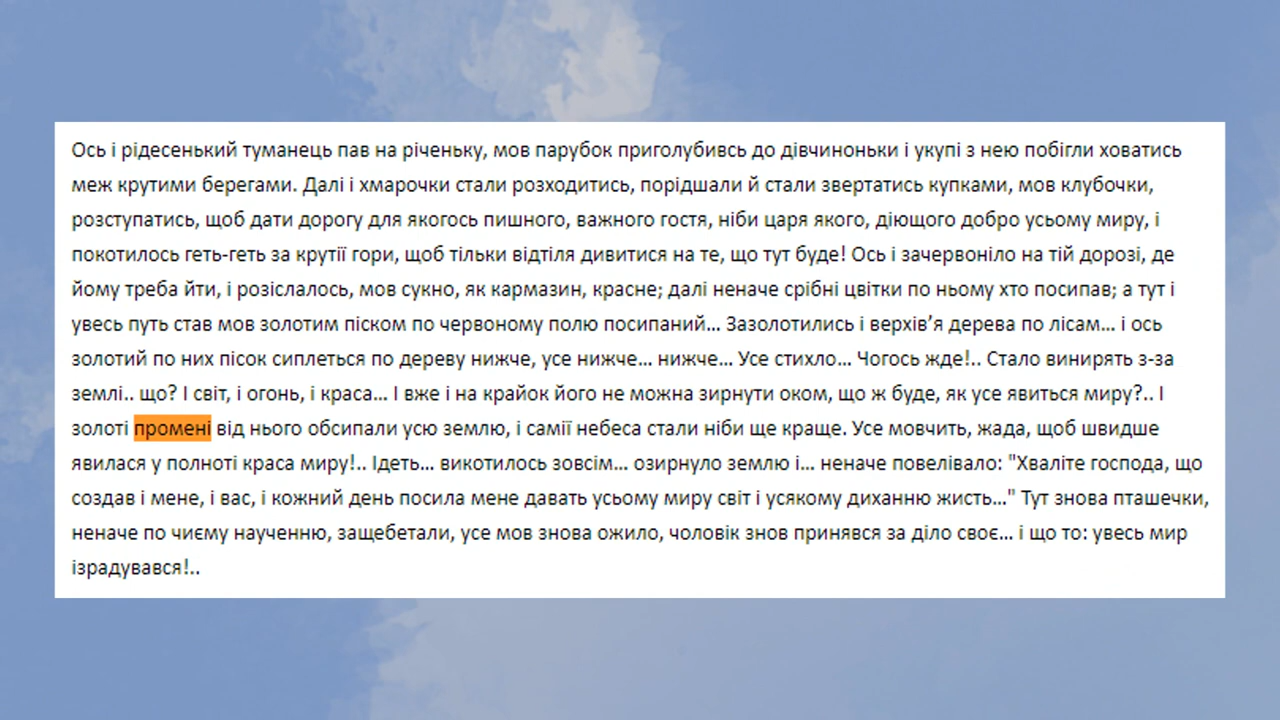 Ось і рідесенький туманець пав на річеньку, мов парубок приголубивсь до дівчиноньки і укупі з нею побігли ховатись
меж крутими берегами. Далі і хмарочки стали розходитись, порідшали й стали звертатись купками, мов клубочки,
розступатись, щоб дати дорогу для якогось пишного, важного гостя, ніби царя якого, діющого добро усьому миру, і
покотилось геть-геть за крутії гори, щоб тільки відтіля дивитися на те, що тут буде! Ось і зачервоніло на тій дорозі, де
йому треба йти, і розіслалось, мов сукно, як кармазин, красне; далі неначе срібні цвітки по ньому хто посипав; а тут і
увесь путь став мов золотим піском по червоному полю посипаний... Зазолотились і верхів’я дерева по лісам... і ось
золотий по них пісок сиплеться по дереву нижче, усе нижче... нижче... Усе стихло... Чогось жде!.. Стало винирять з-за
землі.. що? І світ, і огонь, і краса... І вже і на крайок його не можна зирнути оком, що ж буде, як усе явиться миру?.. І
золоті промені від нього обсипали усю землю, і самії небеса стали ніби ще краще. Усе мовчить, жада, щоб швидше
явилася у полноті краса миру!.. Ідеть... викотилось зовсім... озирнуло землю і... неначе повелівало: "Хваліте господа, що
создав і мене, і вас, і кожний день посила мене давать усьому миру світ і усякому диханню жисть..." Тут знова пташечки,
неначе по чиєму наученню, защебетали, усе мов знова ожило, чоловік знов принявся за діло своє... і що то: увесь мир
ізрадувався!..